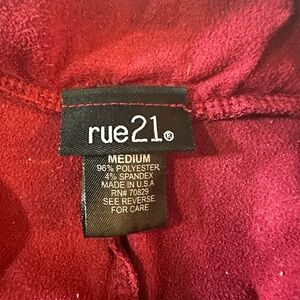 rue21®
MEDIUM
96% POLYESTER
4% SPANDEX
MADE IN U.S.A
RN# 70829
SEE REVERSE
FOR CARE